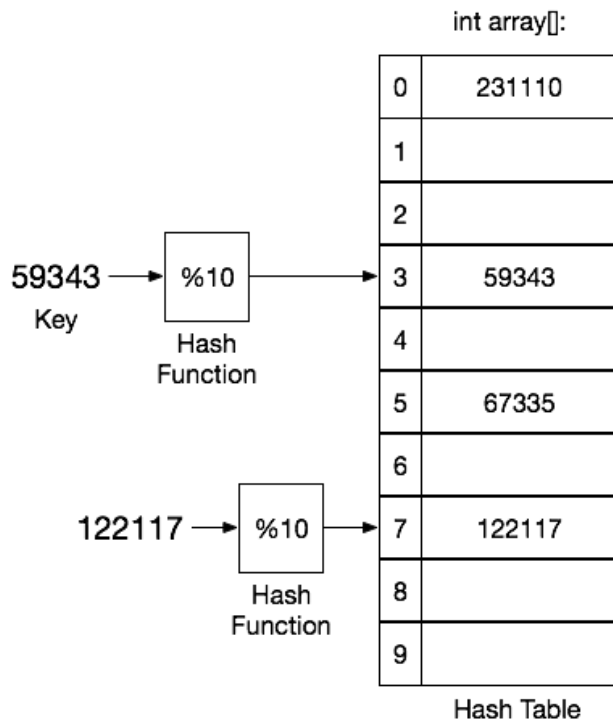 int array[]:
0 231110
1
2
59343 %10 3 59343
Key
Hash
Function
4
5 67335
6
122117 %10 7 122117
Hash
Function
8
9
Hash Table